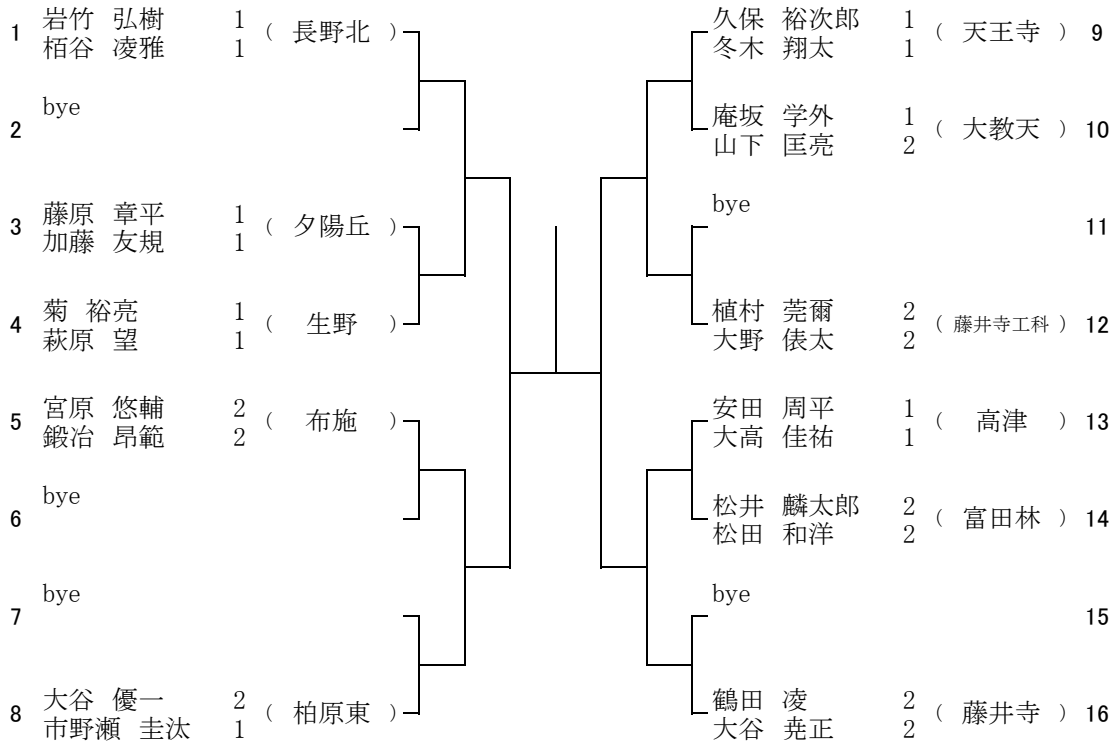 1 岩竹 弘樹 1 ( 長野北 )
栢谷 凌雅 1
2 bye
3 藤原 章平 1 ( 夕陽丘 )
加藤 友規 1
4 菊 裕亮 1 ( 生野 )
萩原 望 1
5 宮原 悠輔 2 ( 布施 )
鍛冶 昂範 2
6 bye
7 bye
8 大谷 優一 2 ( 柏原東 )
市野瀬 圭汰 1
久保 裕次郎 1 ( 天王寺 ) 9
冬木 翔太 1
庵坂 学外 1 ( 大教天 ) 10
山下 匡亮 2
bye 11
植村 莞爾 2 ( 藤井寺工科 ) 12
大野 俵太 2
安田 周平 1 ( 高津 ) 13
大高 佳祐 1
松井 麟太郎 2 ( 富田林 ) 14
松田 和洋 2
bye 15
鶴田 凌 2 ( 藤井寺 ) 16
大谷 尭正 2